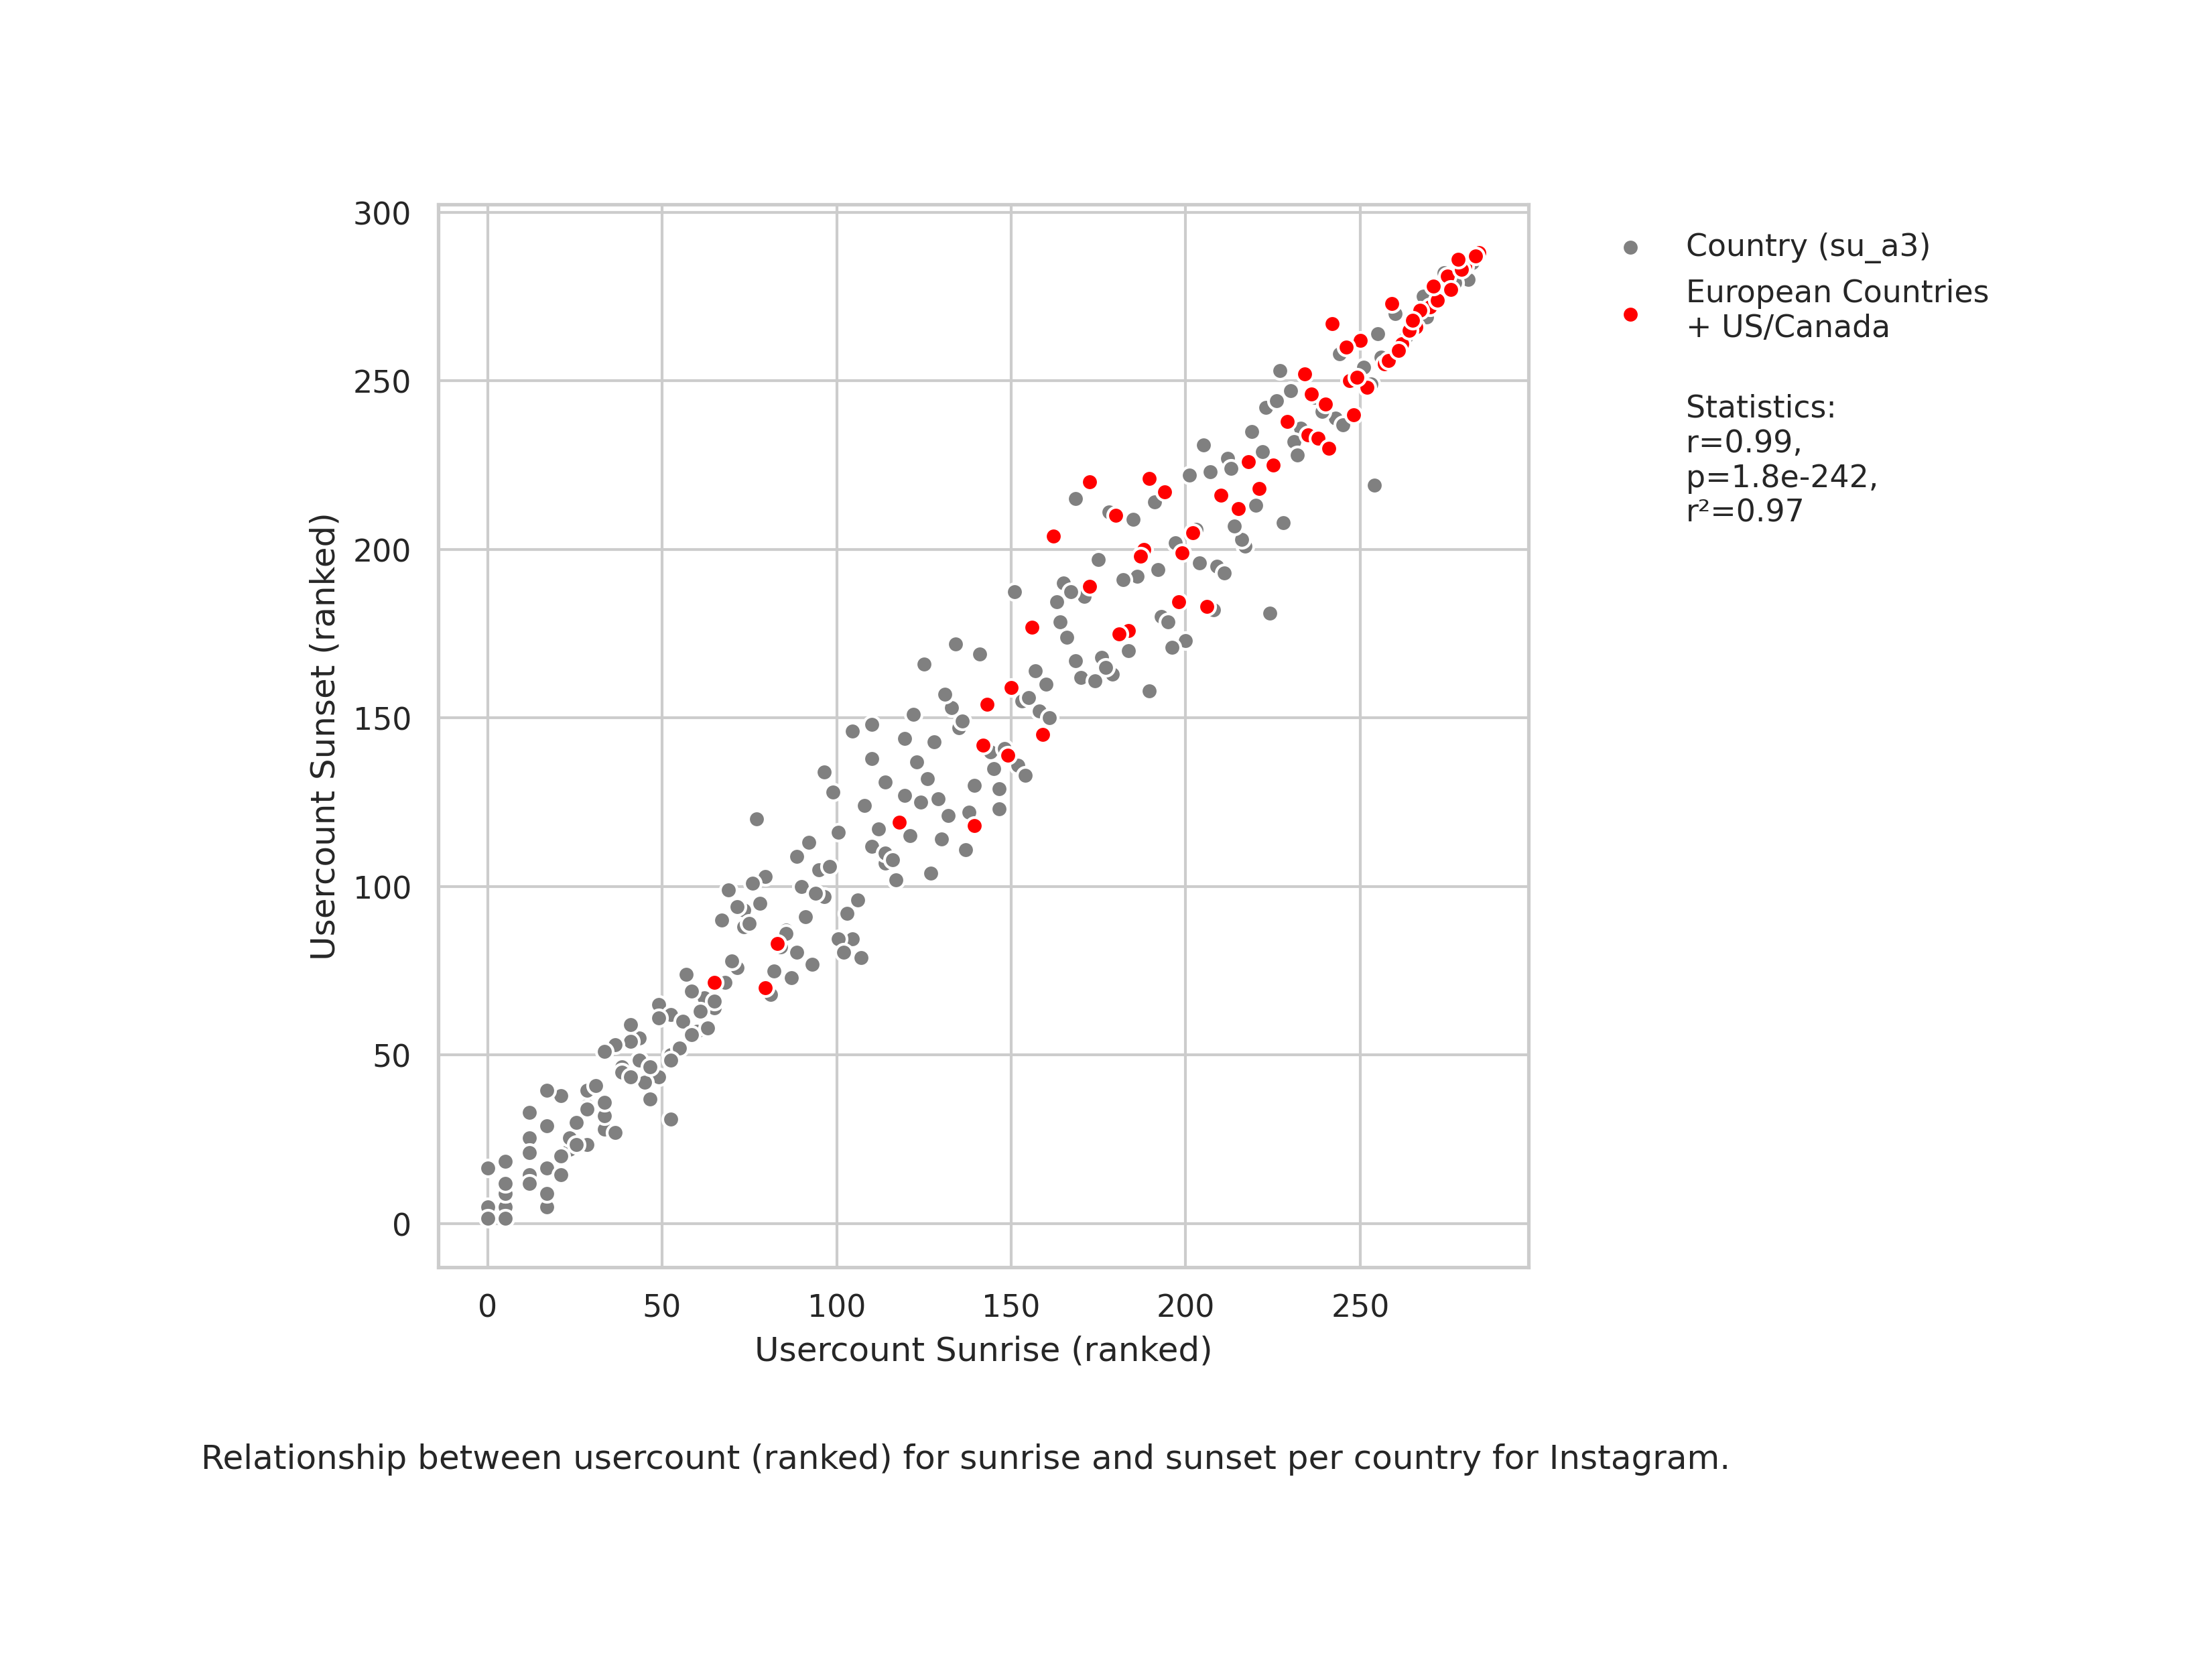 300
250
200
150
100
50
0
Usercount Sunset (ranked)
0 50 100 150 200 250
Usercount Sunrise (ranked)
Country (su_a3)
European Countries
+ US/Canada
Statistics:
r=0.99,
p=1.8e-242,
r²=0.97
Relationship between usercount (ranked) for sunrise and sunset per country for Instagram.